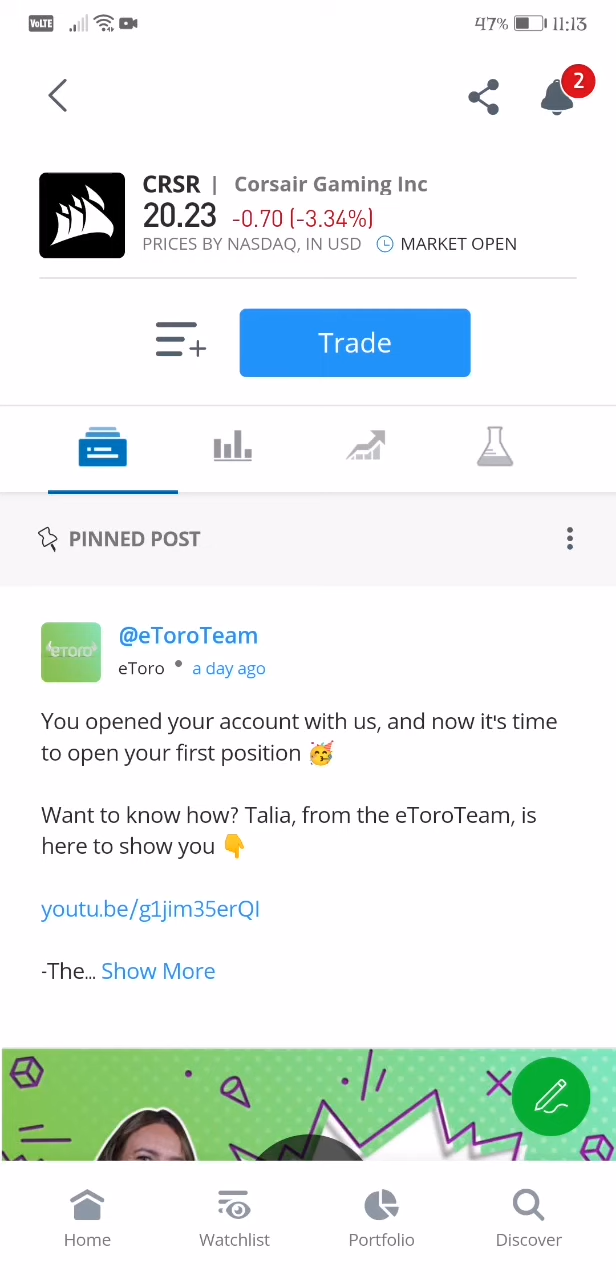 VoLTE 47% 11:13
2
CRSR | Corsair Gaming Inc
20.23 -0.70 (-3.34%)
PRICES BY NASDAQ, IN USD MARKET OPEN
Trade
PINNED POST
eToro
@eToroTeam
eToro • a day ago
You opened your account with us, and now it's time
to open your first position 🥳
Want to know how? Talia, from the eToroTeam, is
here to show you 👇
youtu.be/g1jim35erQI
-The... Show More
Home Watchlist Portfolio Discover